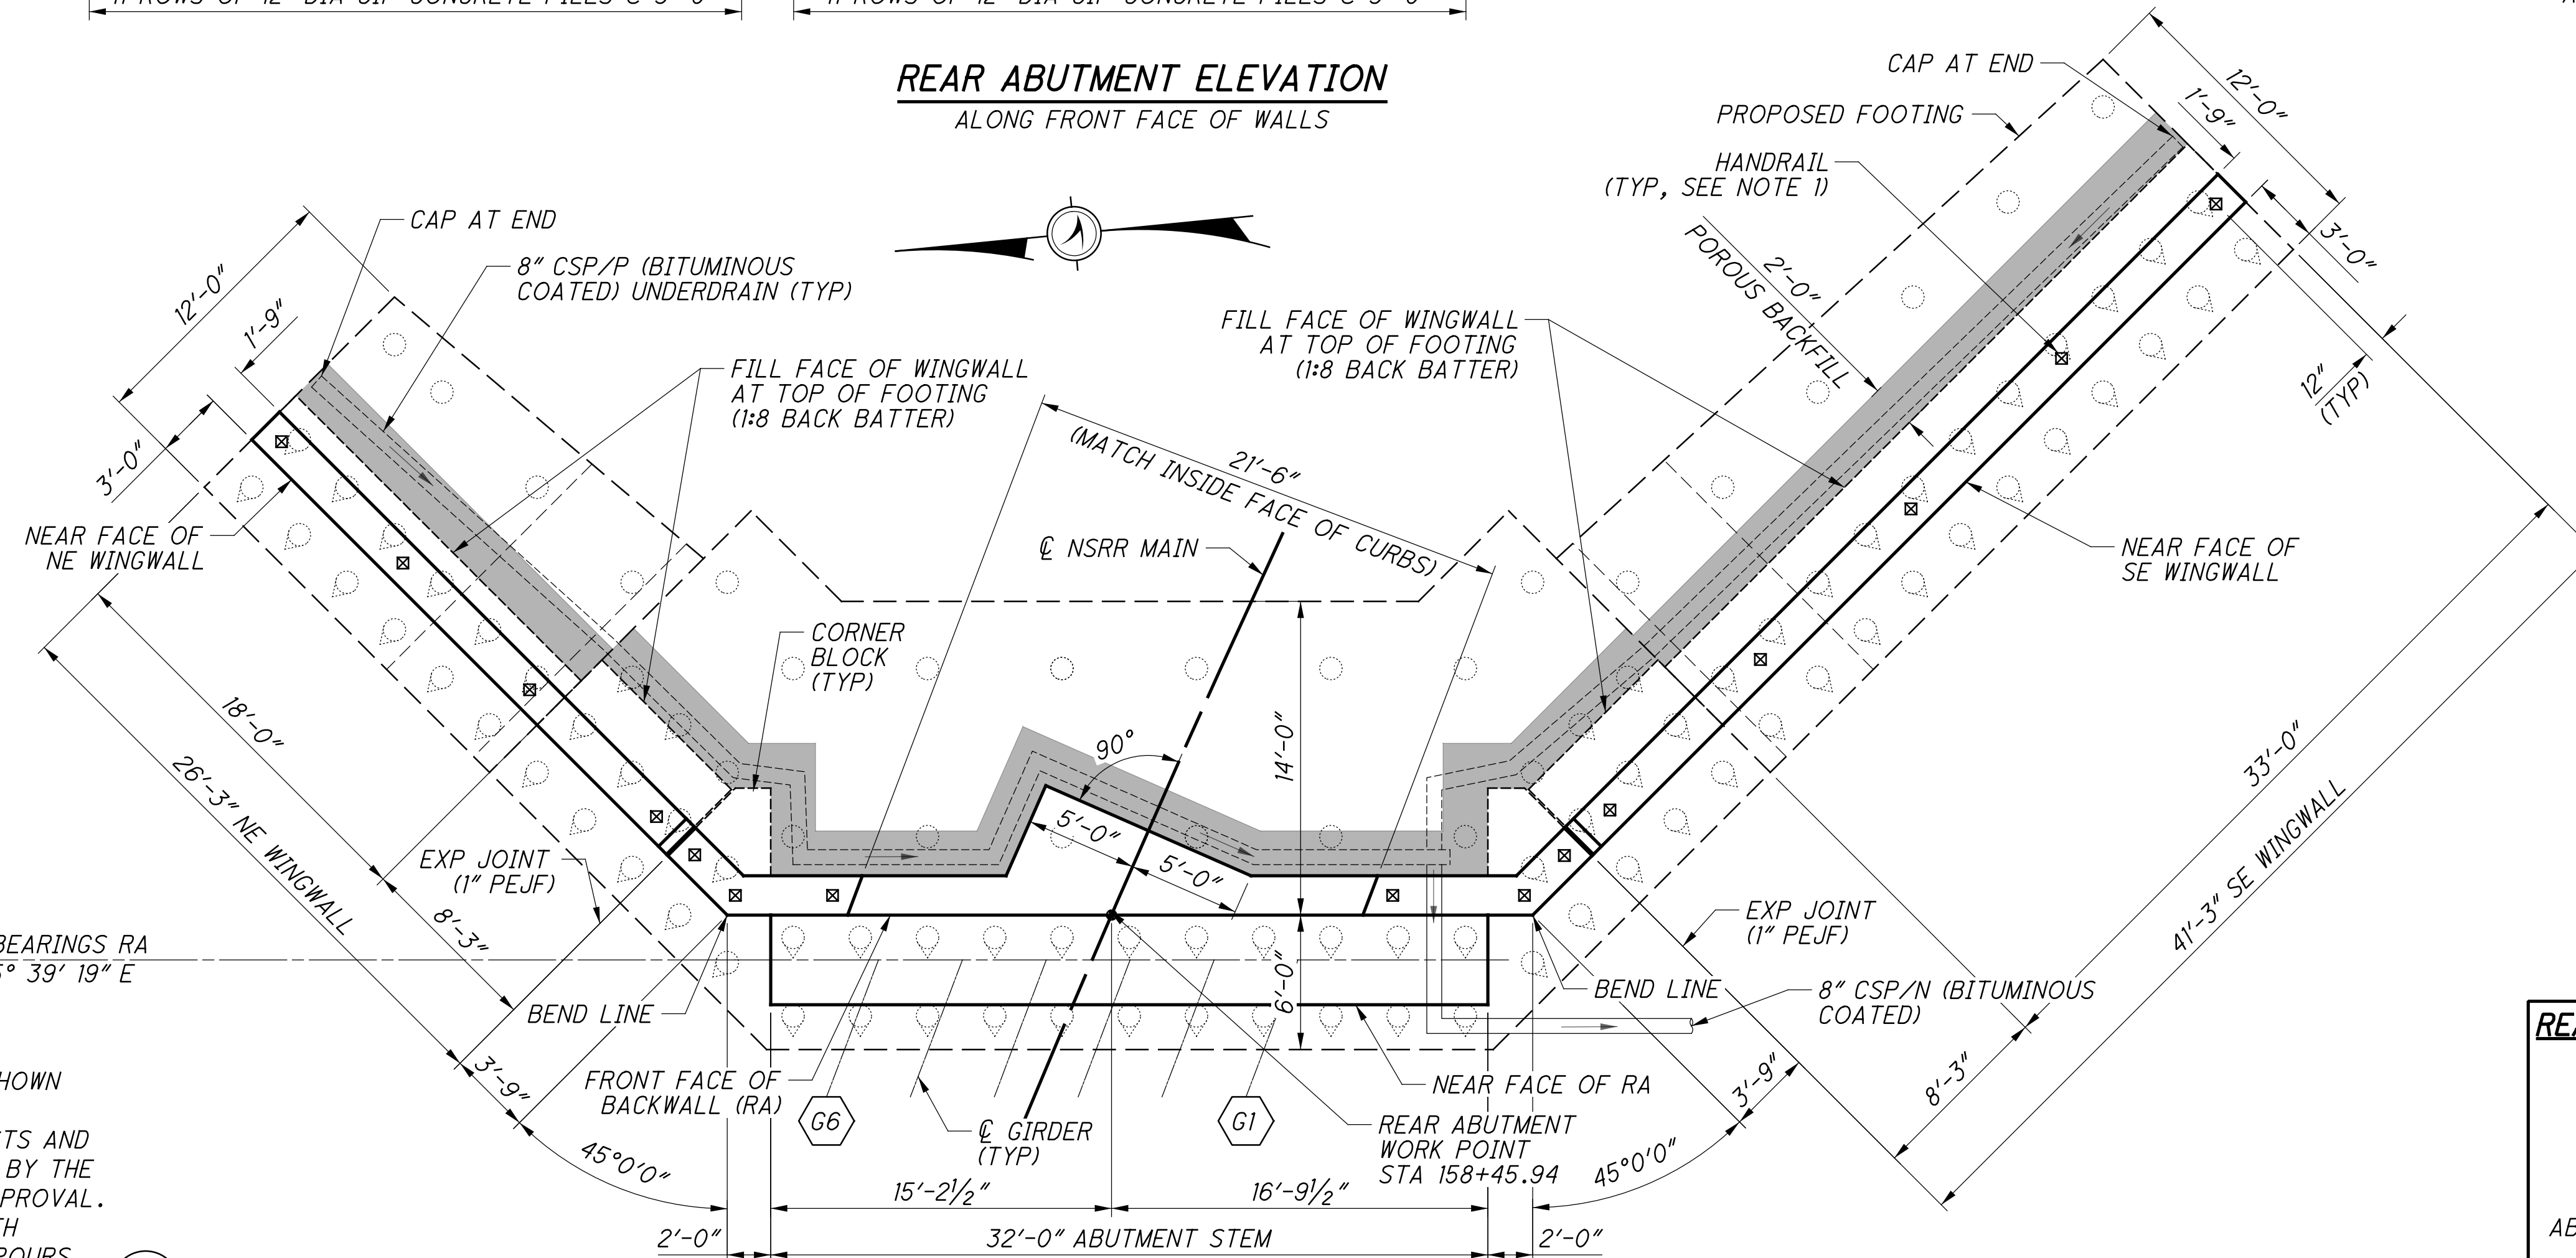 REAR ABUTMENT ELEVATION
ALONG FRONT FACE OF WALLS
CAP AT END
PROPOSED FOOTING
HANDRAIL
(TYP, SEE NOTE 1)
12'-0"
1'-9"
3'-0"
2'-0"
POROUS BACKFILL
12"
(TYP)
CAP AT END
8" CSP/P (BITUMINOUS
COATED) UNDERDRAIN (TYP)
12'-0"
1'-9"
3'-0"
FILL FACE OF WINGWALL
AT TOP OF FOOTING
(1:8 BACK BATTER)
FILL FACE OF WINGWALL
AT TOP OF FOOTING
(1:8 BACK BATTER)
21'-6"
(MATCH INSIDE FACE OF CURBS)
℄ NSRR MAIN
NEAR FACE OF
NE WINGWALL
NEAR FACE OF
SE WINGWALL
CORNER
BLOCK
(TYP)
90°
14'-0"
5'-0"
5'-0"
6'-0"
18'-0"
26'-3" NE WINGWALL
8'-3"
3'-9"
EXP JOINT
(1" PEJF)
33'-0"
41'-3" SE WINGWALL
8'-3"
3'-9"
EXP JOINT
(1" PEJF)
BEARINGS RA
° 39' 19" E
BEND LINE
BEND LINE
8" CSP/N (BITUMINOUS
COATED)
FRONT FACE OF
BACKWALL (RA)
G6
℄ GIRDER
(TYP)
G1
NEAR FACE OF RA
REAR ABUTMENT
WORK POINT
STA 158+45.94
45°0'0"
45°0'0"
15'-2½"
16'-9½"
2'-0"
32'-0" ABUTMENT STEM
2'-0"
BY THE